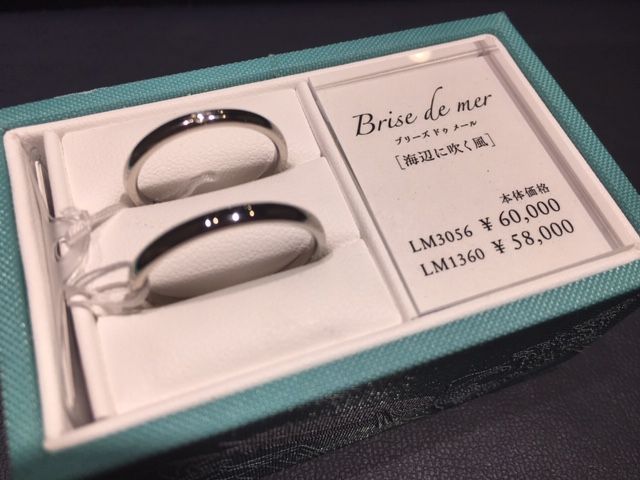 Brise de mer
ブリーズ ドゥ メール
[海辺に吹く風]
本体価格
LM3056 ¥ 60,000
LM1360 ¥ 58,000